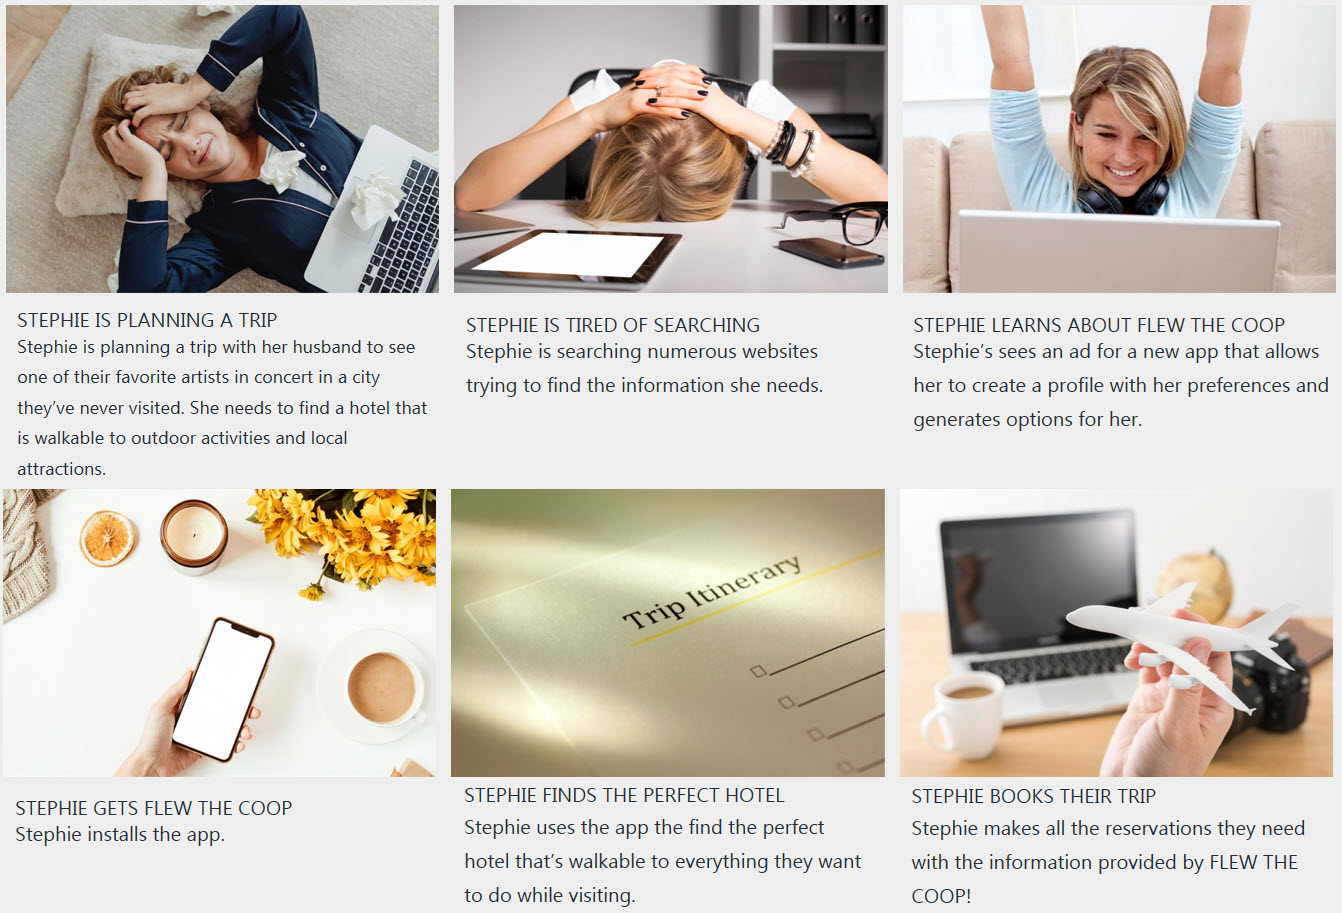 STEPHIE IS PLANNING A TRIP
Stephie is planning a trip with her husband to see
one of their favorite artists in concert in a city
they’ve never visited. She needs to find a hotel that
is walkable to outdoor activities and local
attractions.
STEPHIE IS TIRED OF SEARCHING
Stephie is searching numerous websites
trying to find the information she needs.
STEPHIE LEARNS ABOUT FLEW THE COOP
Stephie’s sees an ad for a new app that allows
her to create a profile with her preferences and
generates options for her.
STEPHIE GETS FLEW THE COOP
Stephie installs the app.
Trip Itinerary
STEPHIE FINDS THE PERFECT HOTEL
Stephie uses the app the find the perfect
hotel that’s walkable to everything they want
to do while visiting.
STEPHIE BOOKS THEIR TRIP
Stephie makes all the reservations they need
with the information provided by FLEW THE
COOP!